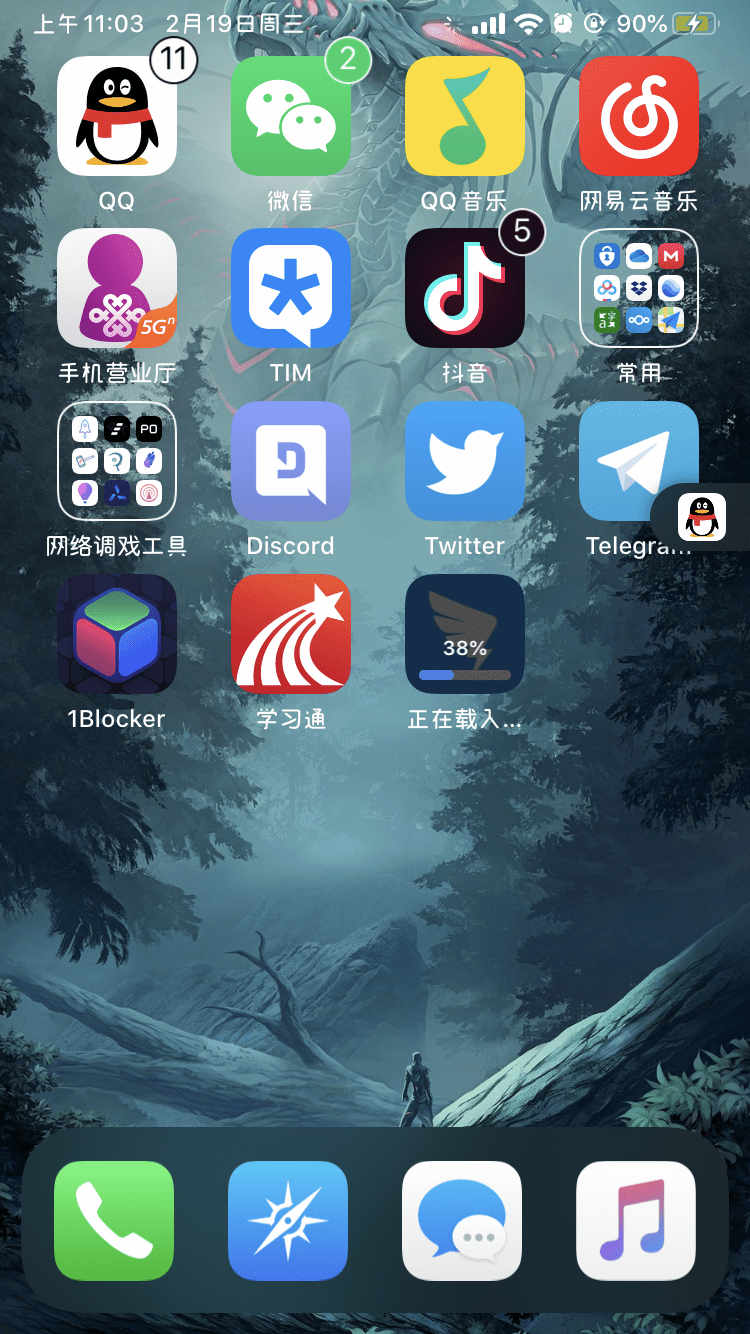 上午11:03 2月19日周三 90%
11 2
QQ 微信 QQ音乐 网易云音乐
5
5Gⁿ
手机营业厅 TIM 抖音 常用
PO
网络调戏工具 Discord Twitter Telegram
38%
1Blocker 学习通 正在载入...